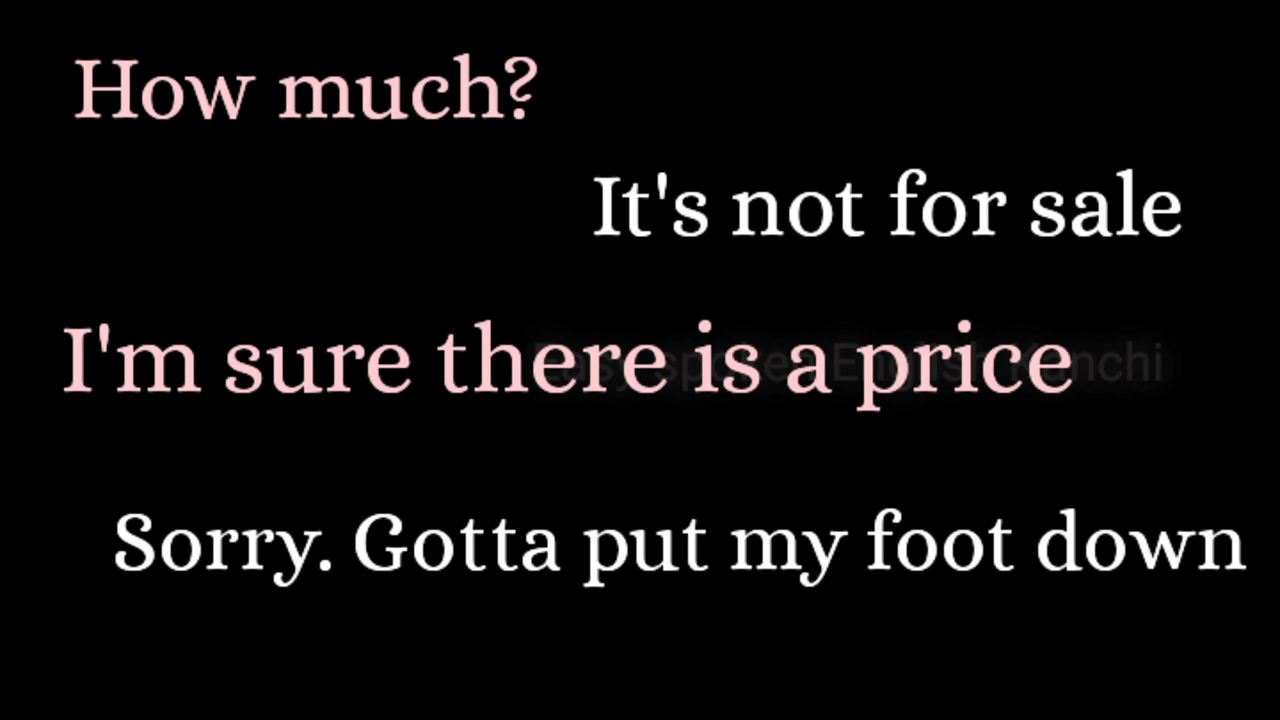 How much?
It's not for sale
I'm sure there is a price
Sorry. Gotta put my foot down